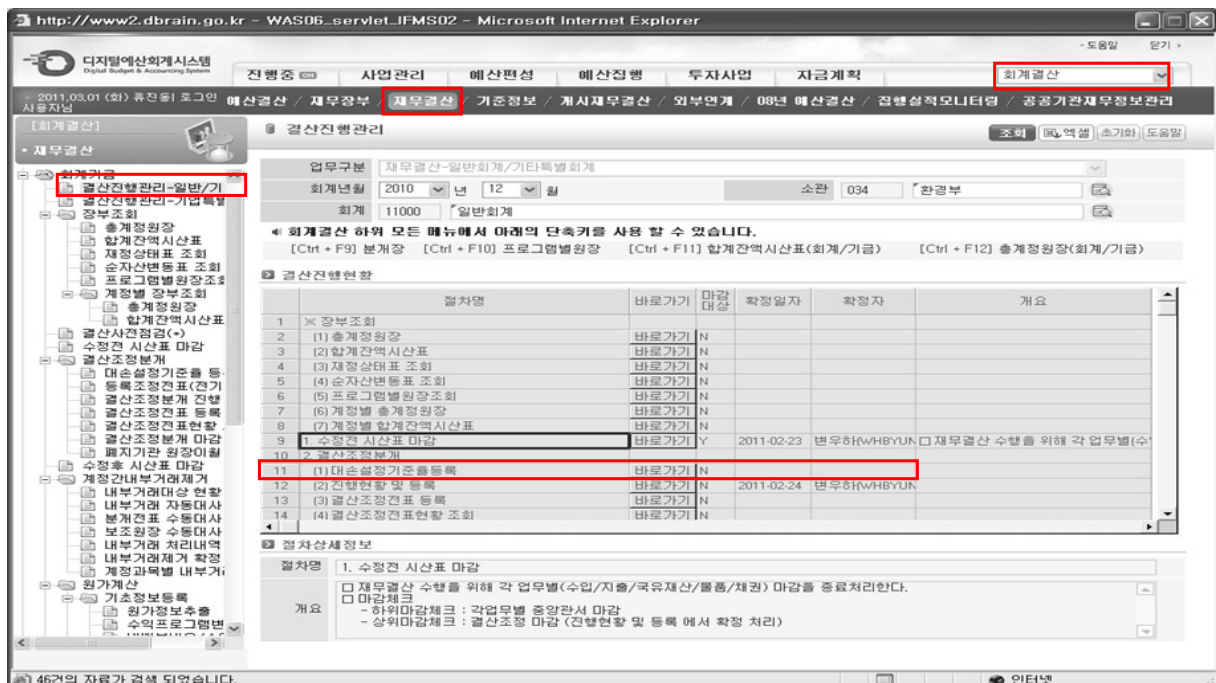 http://www2.dbrain.go.kr - WAS06_servlet_IFMS02 - Microsoft Internet Explorer
- 도움말 닫기 ›
디지털예산회계시스템
Digital Budget & Accounting System
진행중 ON 사업관리 예산편성 예산집행 투자사업 자금계획 회계결산
2011.03.01 (화) 류진동| 로그인
사용자님
예산결산 / 재무장부 / 재무결산 / 기준정보 / 개시재무결산 / 외부연계 / 08년 예산결산 / 집행실적모니터링 / 공공기관재무정보관리
[회계결산]
• 재무결산
회계기금
결산진행관리-일반/기
결산진행관리-기업특별
장부조회
총계정원장
합계잔액시산표
재정상태표 조회
순자산변동표 조회
프로그램별원장조회
계정별 장부조회
총계정원장
합계잔액시산표
결산사전점검(*)
수정전 시산표 마감
결산조정분개
대손설정기준율 등
등록조정전표(전기
결산조정분개 진행
결산조정전표 등록
결산조정전표현황
결산조정분개 마감
폐지기관 원장이월
수정후 시산표 마감
계정간내부거래제거
내부거래대상 현황
내부거래 자동대사
분개전표 수동대사
보조원장 수동대사
내부거래 처리내역
내부거래제거 확정
계정과목별 내부거래
원가계산
기초정보등록
원가정보추출
수익프로그램변
결산진행관리
조회 엑셀 초기화 도움말
업무구분 재무결산-일반회계/기타특별회계
회계년월 2010 년 12 월 소관 034 환경부
회계 11000 일반회계
회계결산 하위 모든 메뉴에서 아래의 단축키를 사용 할 수 있습니다.
[Ctrl + F9] 분개장 [Ctrl + F10] 프로그램별원장 [Ctrl + F11] 합계잔액시산표(회계/기금) [Ctrl + F12] 총계정원장(회계/기금)
결산진행현황
절차명 바로가기 마감대상 확정일자 확정자 개요
1 ※ 장부조회
2 (1)총계정원장 바로가기 N
3 (2)합계잔액시산표 바로가기 N
4 (3)재정상태표 조회 바로가기 N
5 (4)순자산변동표 조회 바로가기 N
6 (5)프로그램별원장조회 바로가기 N
7 (6)계정별 총계정원장 바로가기 N
8 (7)계정별 합계잔액시산표 바로가기 N
9 1. 수정전 시산표 마감 바로가기 Y 2011-02-23 변우하(WHBYUN □ 재무결산 수행을 위해 각 업무별(수
10 2. 결산조정분개
11 (1)대손설정기준율등록 바로가기 N
12 (2)진행현황 및 등록 바로가기 N 2011-02-24 변우하(WHBYUN
13 (3)결산조정전표 등록 바로가기 N
14 (4)결산조정전표현황 조회 바로가기 N
절차상세정보
절차명 1. 수정전 시산표 마감
개요 □ 재무결산 수행을 위해 각 업무별(수입/지출/국유재산/물품/채권) 마감을 종료처리한다.
□ 마감체크
- 하위마감체크 : 각업무별 중앙관서 마감
- 상위마감체크 : 결산조정 마감 (진행현황 및 등록 에서 확정 처리)
46건의 자료가 검색 되었습니다.
인터넷